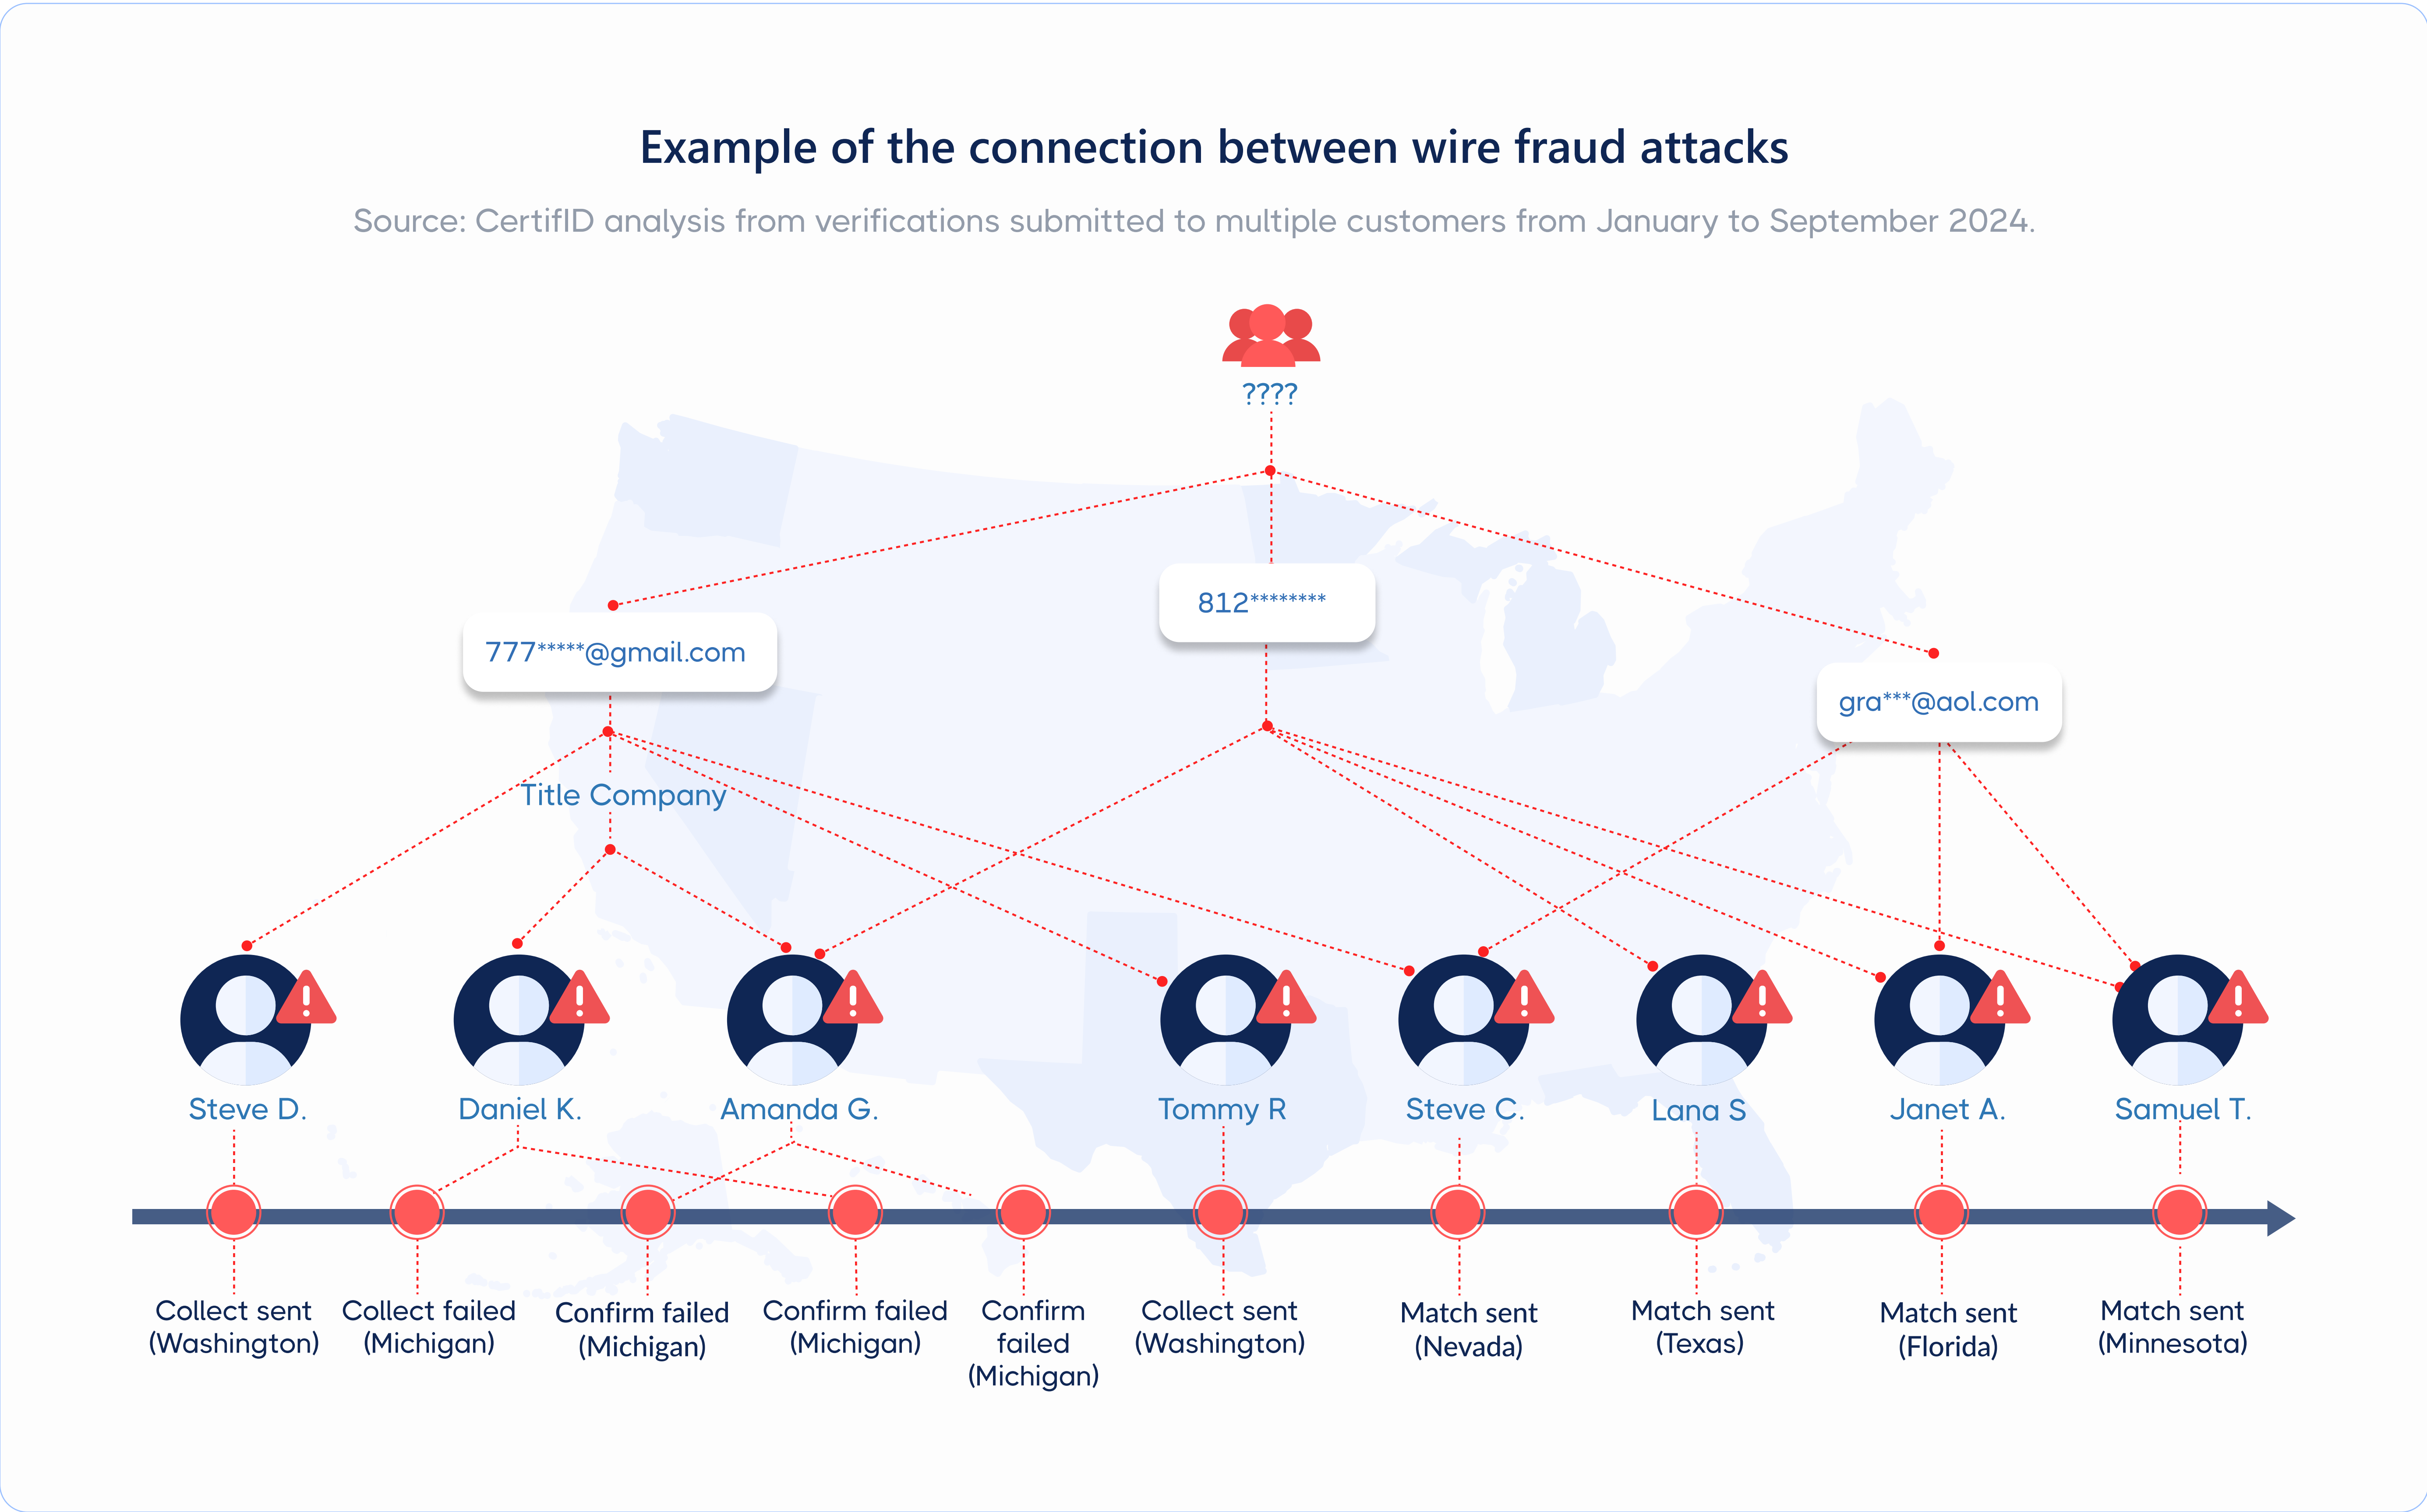 Example of the connection between wire fraud attacks
Source: CertifID analysis from verifications submitted to multiple customers from January to September 2024.
????
812********
777*****@gmail.com
gra***@aol.com
Title Company
Steve D.
Daniel K.
Amanda G.
Tommy R
Steve C.
Lana S
Janet A.
Samuel T.
Collect sent
(Washington)
Collect failed
(Michigan)
Confirm failed
(Michigan)
Confirm failed
(Michigan)
Confirm
failed
(Michigan)
Collect sent
(Washington)
Match sent
(Nevada)
Match sent
(Texas)
Match sent
(Florida)
Match sent
(Minnesota)